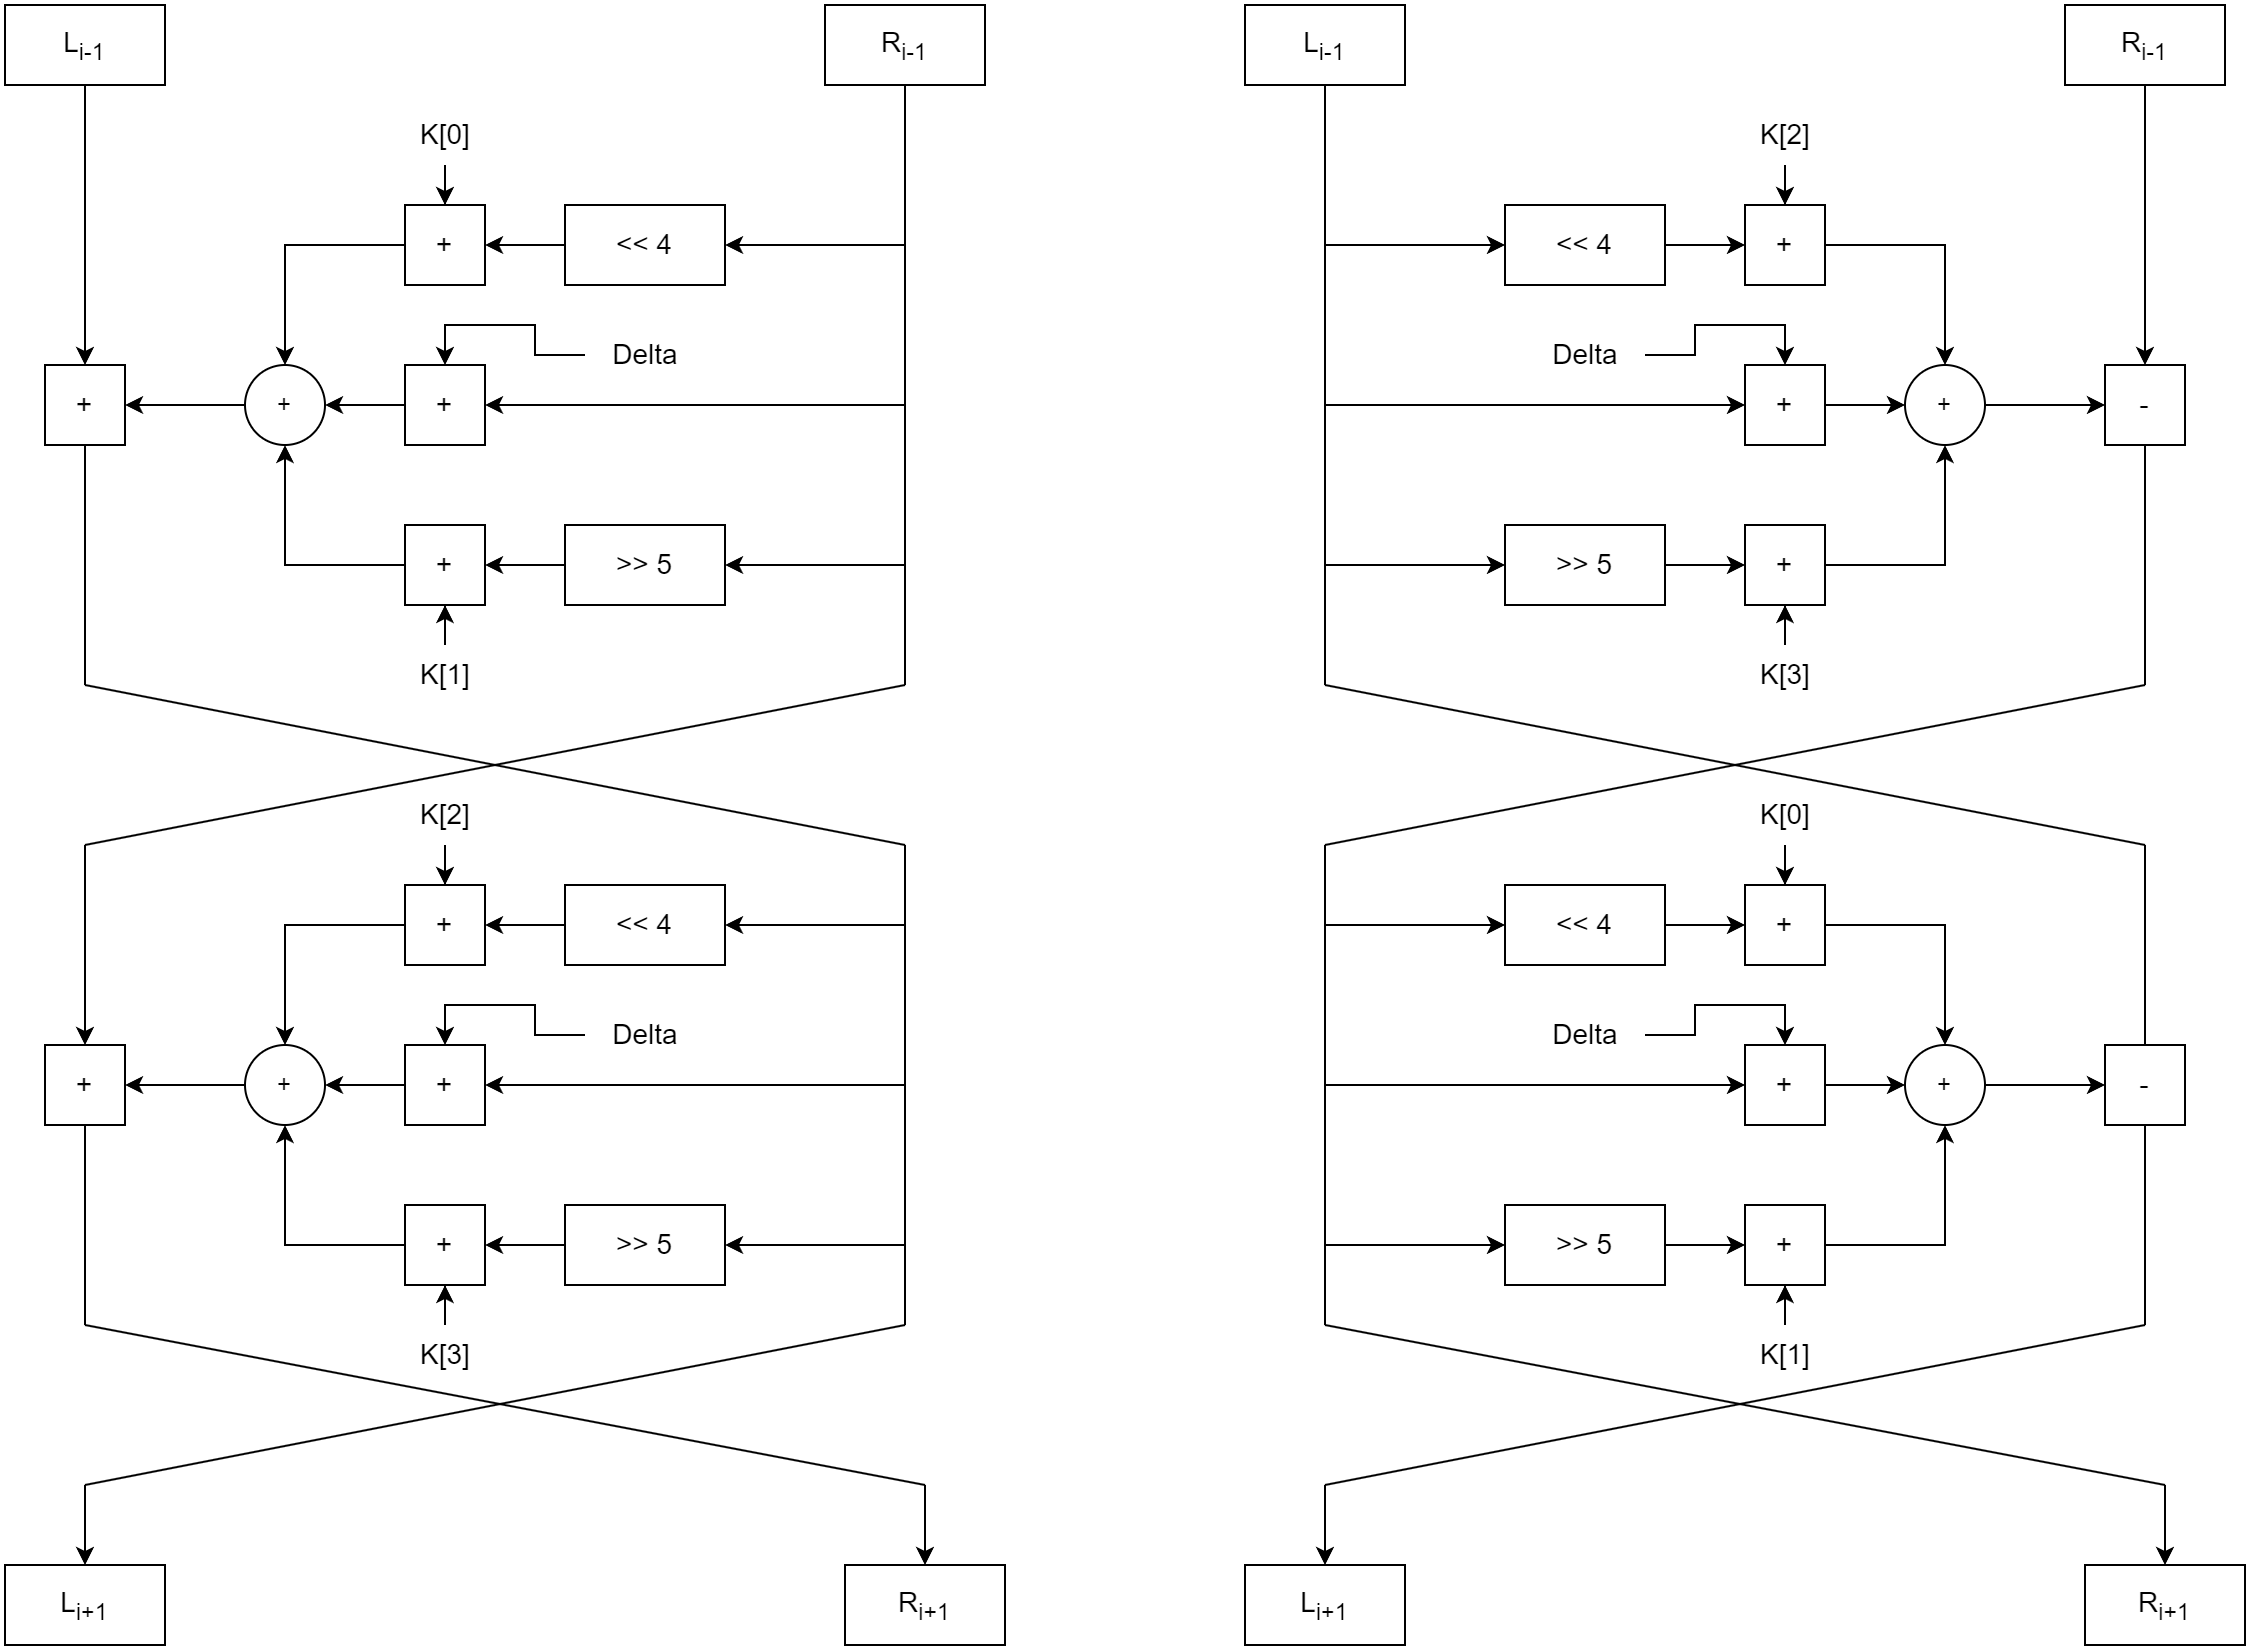 L_{i-1} R_{i-1} L_{i-1} R_{i-1}
K[0] K[2]
+ << 4 << 4 +
Delta Delta
+ + + + + -
+ >> 5 >> 5 +
K[1] K[3]
K[2] K[0]
+ << 4 << 4 +
Delta Delta
+ + + + + -
+ >> 5 >> 5 +
K[3] K[1]
L_{i+1} R_{i+1} L_{i+1} R_{i+1}